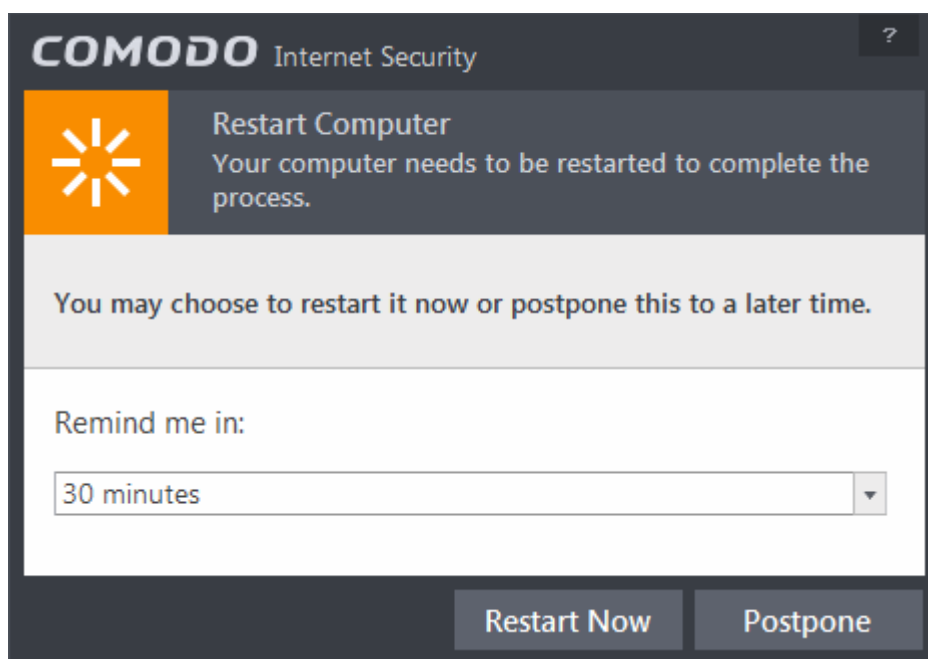 COMODO Internet Security
?
Restart Computer
Your computer needs to be restarted to complete the
process.
You may choose to restart it now or postpone this to a later time.
Remind me in:
30 minutes
Restart Now
Postpone